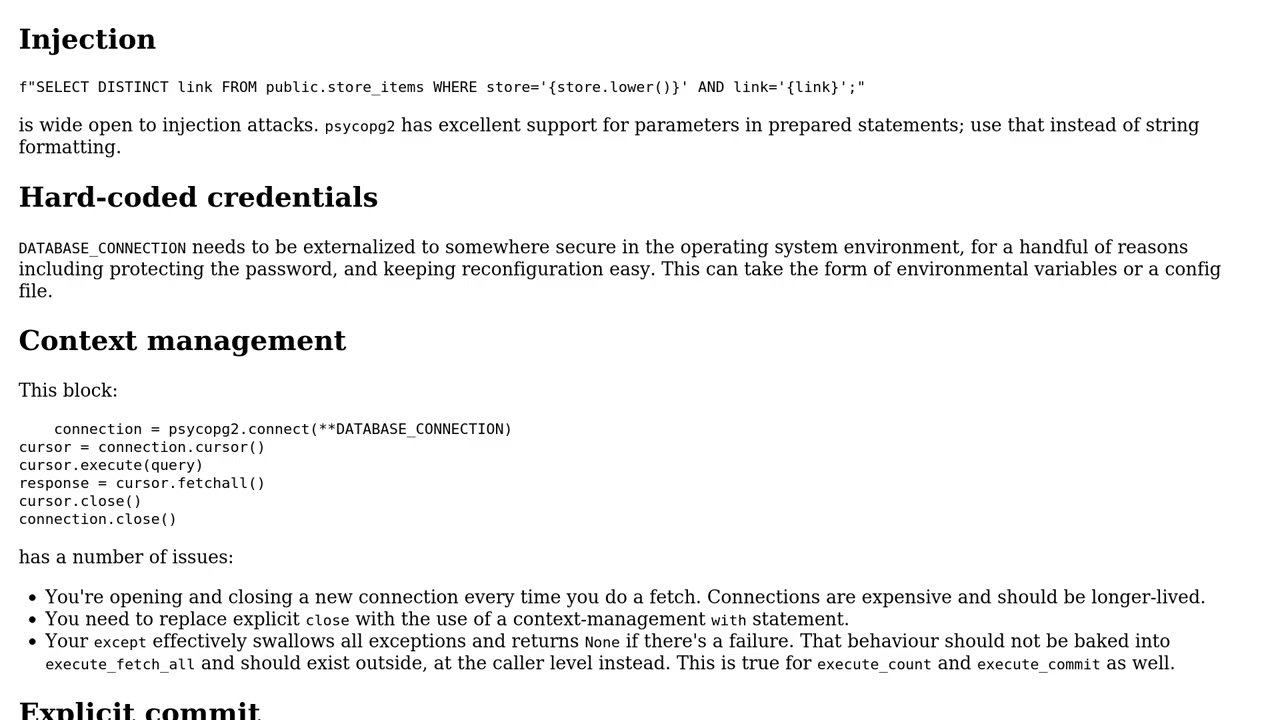 Injection
f"SELECT DISTINCT link FROM public.store_items WHERE store='{store.lower()}' AND link='{link}';"
is wide open to injection attacks. psycopg2 has excellent support for parameters in prepared statements; use that instead of string
formatting.
Hard-coded credentials
DATABASE_CONNECTION needs to be externalized to somewhere secure in the operating system environment, for a handful of reasons
including protecting the password, and keeping reconfiguration easy. This can take the form of environmental variables or a config
file.
Context management
This block:
connection = psycopg2.connect(**DATABASE_CONNECTION)
cursor = connection.cursor()
cursor.execute(query)
response = cursor.fetchall()
cursor.close()
connection.close()
has a number of issues:
• You're opening and closing a new connection every time you do a fetch. Connections are expensive and should be longer-lived.
• You need to replace explicit close with the use of a context-management with statement.
• Your except effectively swallows all exceptions and returns None if there's a failure. That behaviour should not be baked into
execute_fetch_all and should exist outside, at the caller level instead. This is true for execute_count and execute_commit as well.
Explicit commit